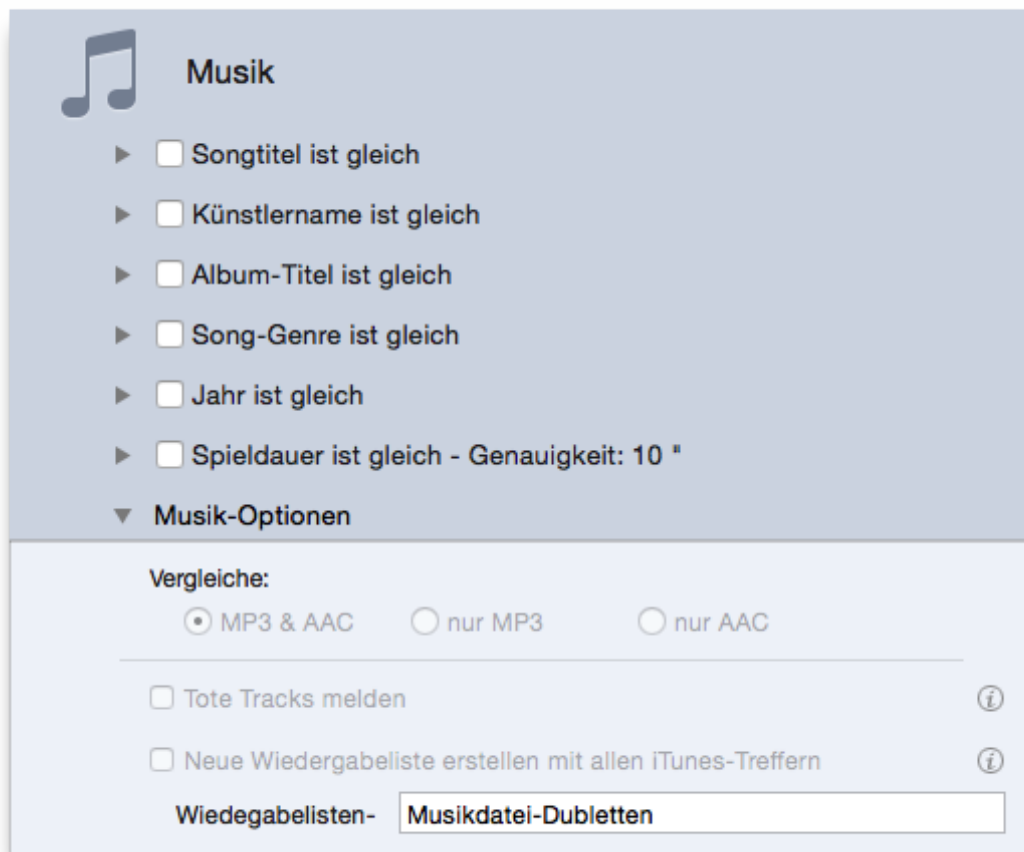 Musik
Songtitel ist gleich
Künstlername ist gleich
Album-Titel ist gleich
Song-Genre ist gleich
Jahr ist gleich
Spieldauer ist gleich - Genauigkeit: 10 "
Musik-Optionen
Vergleiche:
MP3 & AAC nur MP3 nur AAC
Tote Tracks melden
Neue Wiedergabeliste erstellen mit allen iTunes-Treffern
Wiedegabelisten- Musikdatei-Dubletten